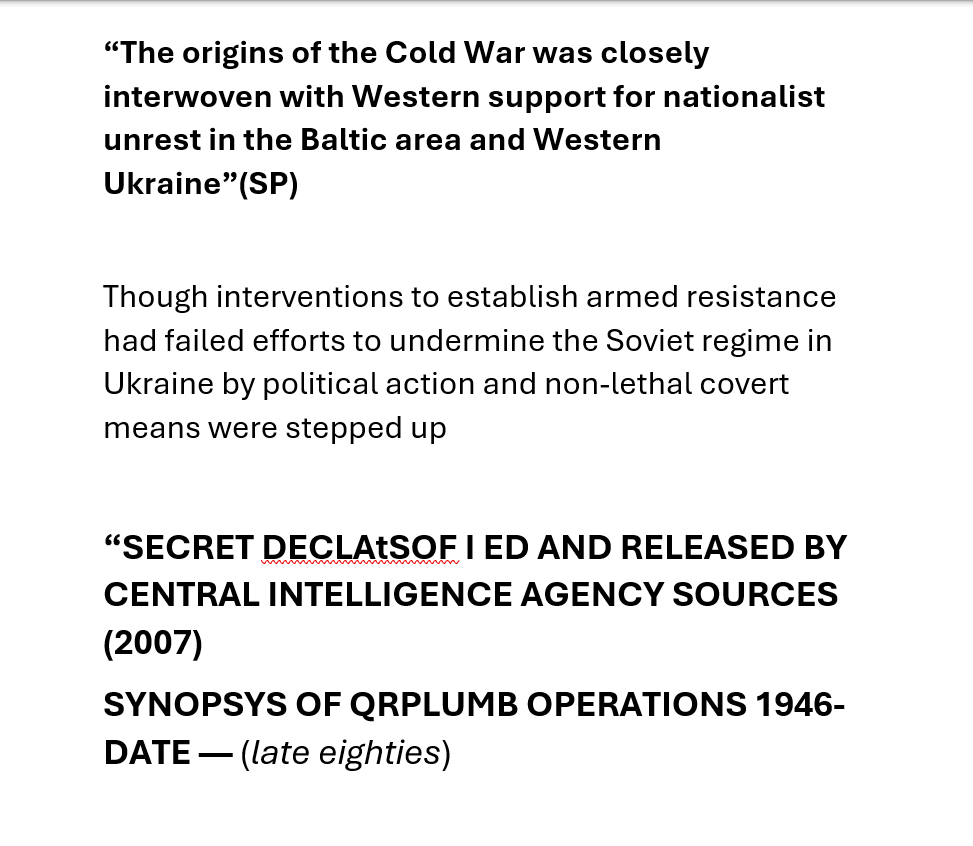 “The origins of the Cold War was closely
interwoven with Western support for nationalist
unrest in the Baltic area and Western
Ukraine”(SP)
Though interventions to establish armed resistance
had failed efforts to undermine the Soviet regime in
Ukraine by political action and non-lethal covert
means were stepped up
“SECRET DECLAtSOF I ED AND RELEASED BY
CENTRAL INTELLIGENCE AGENCY SOURCES
(2007)
SYNOPSYS OF QRPLUMB OPERATIONS 1946-
DATE — (late eighties)